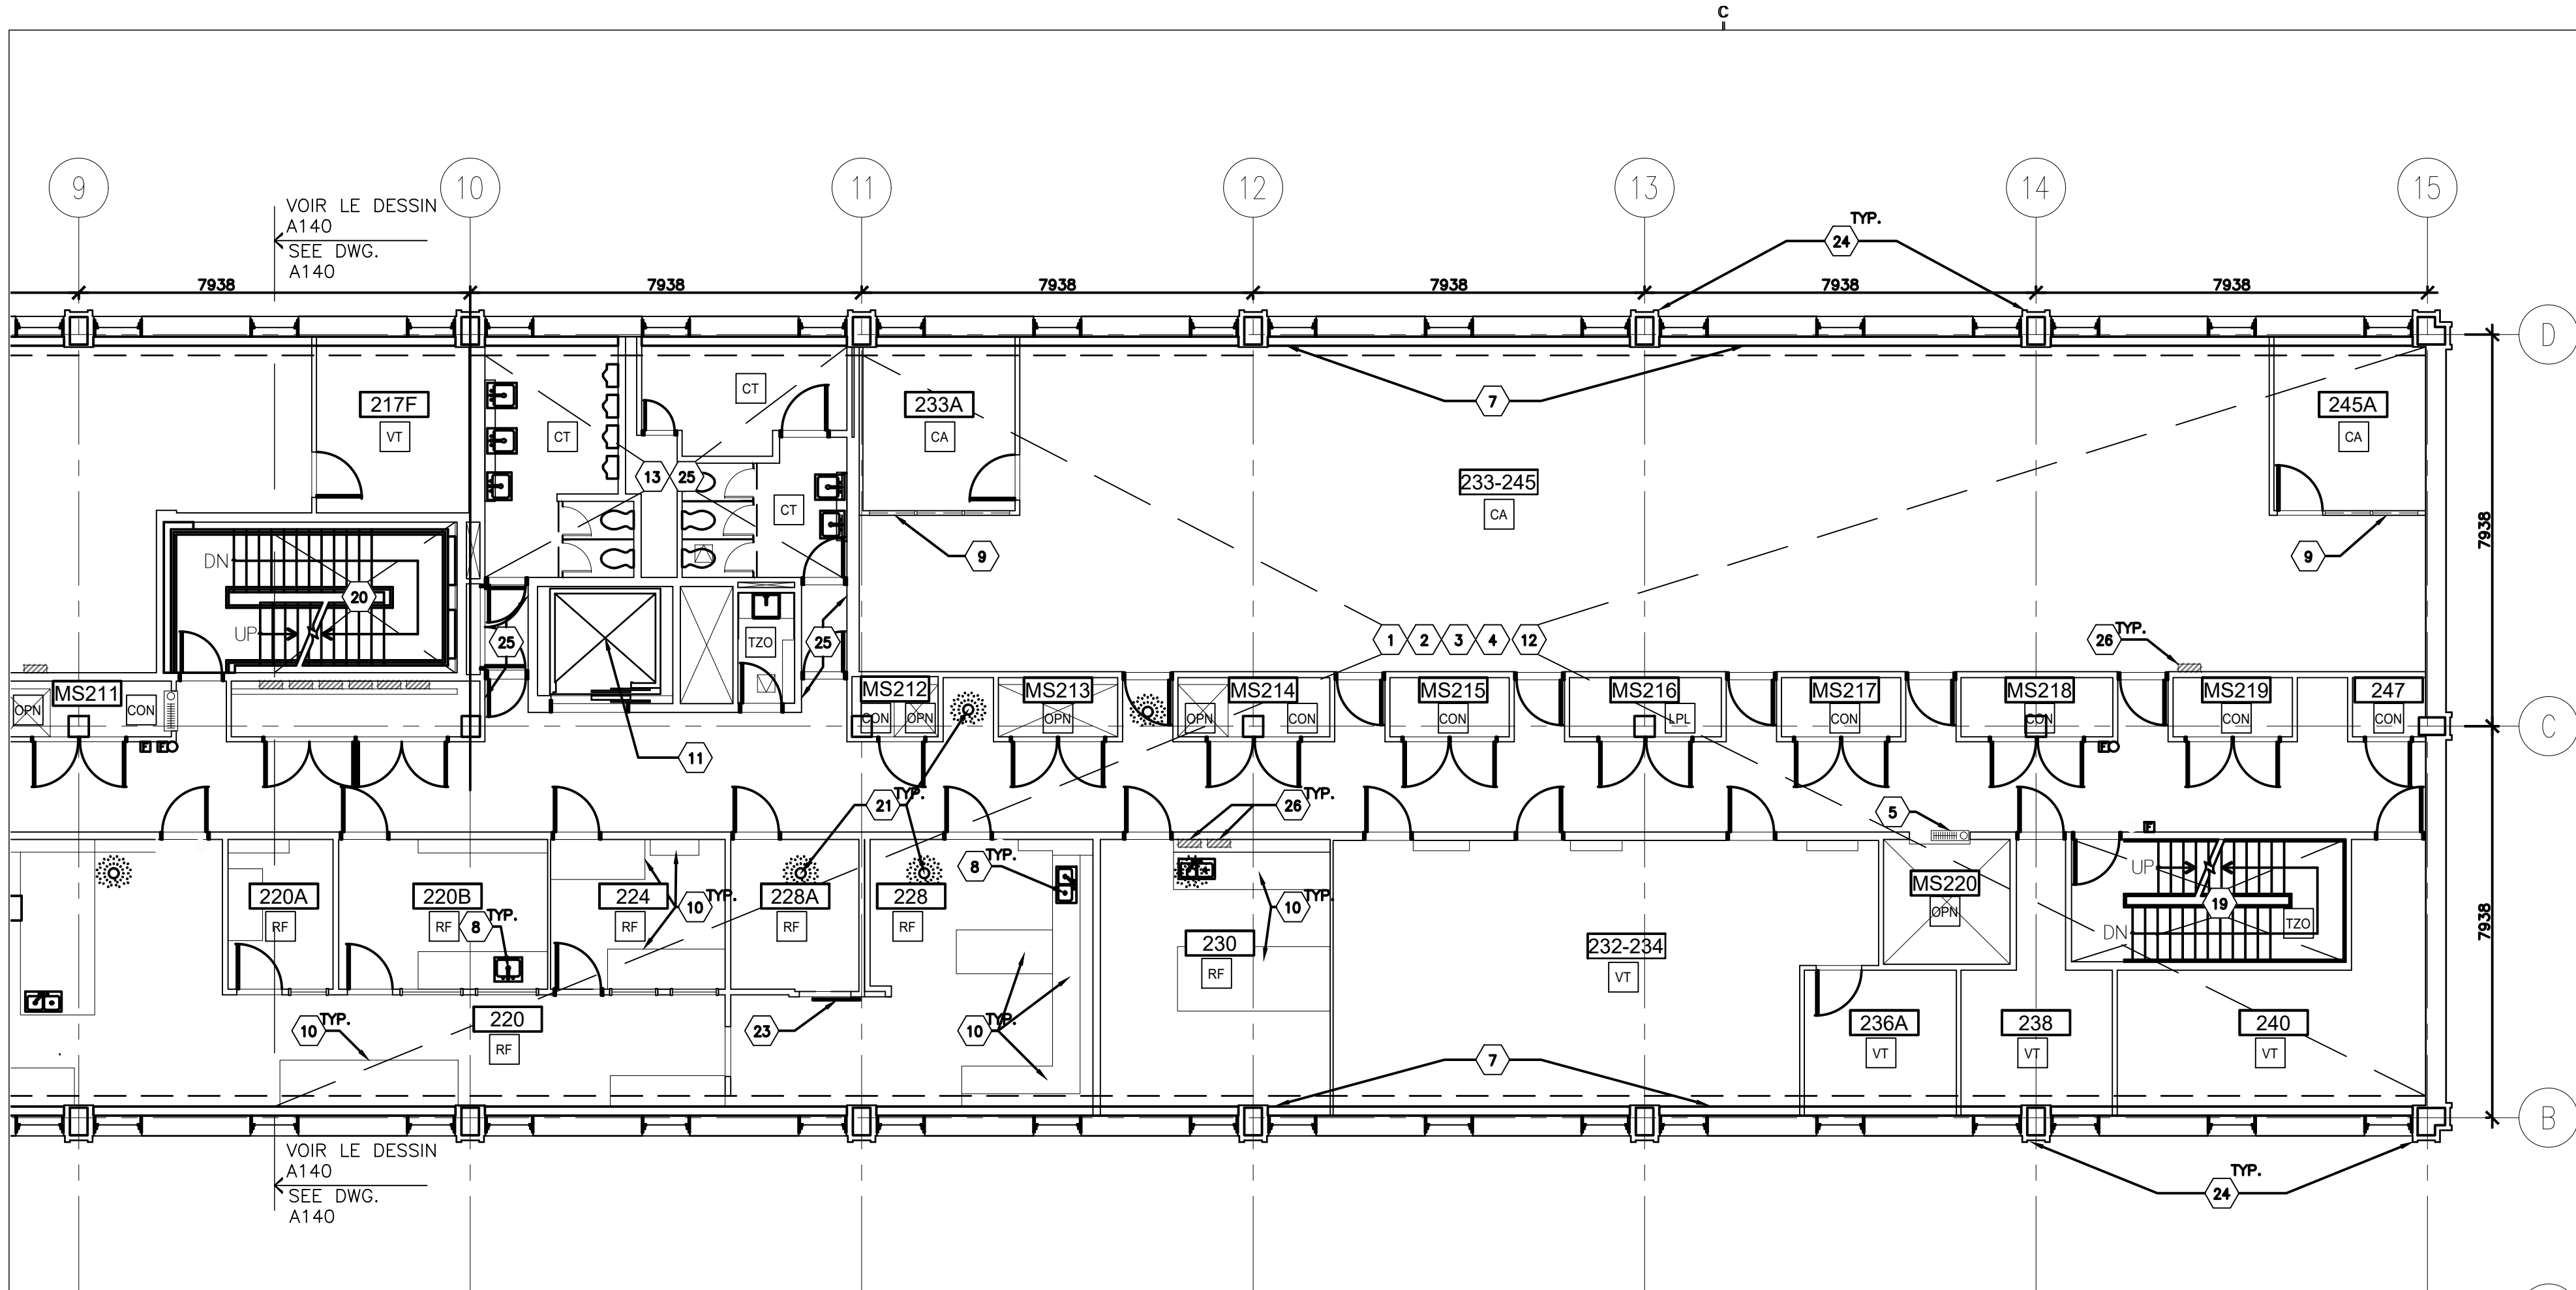 C
9
10
11
12
13
14
15
VOIR LE DESSIN
A140
SEE DWG.
A140
TYP.
24
7938
7938
7938
7938
7938
7938
D
217F
VT
CT
CT
233A
CA
7
245A
CA
13
25
CT
233-245
CA
9
9
7938
DN
20
UP
25
TZO
25
1
2
3
4
12
26
TYP.
MS211
OPN
CON
MS212
CON
OPN
MS213
OPN
MS214
OPN
CON
MS215
CON
MS216
LPL
MS217
CON
MS218
CON
MS219
CON
247
CON
C
F
F
F
11
21
TYP.
26
TYP.
5
F
8
TYP.
UP
220A
RF
220B
RF
8
TYP.
224
RF
10
TYP.
228A
RF
228
RF
10
TYP.
MS220
OPN
19
TZO
DN
7938
230
RF
232-234
VT
220
RF
10
TYP.
23
10
TYP.
236A
VT
238
VT
240
VT
7
B
VOIR LE DESSIN
A140
SEE DWG.
A140
TYP.
24